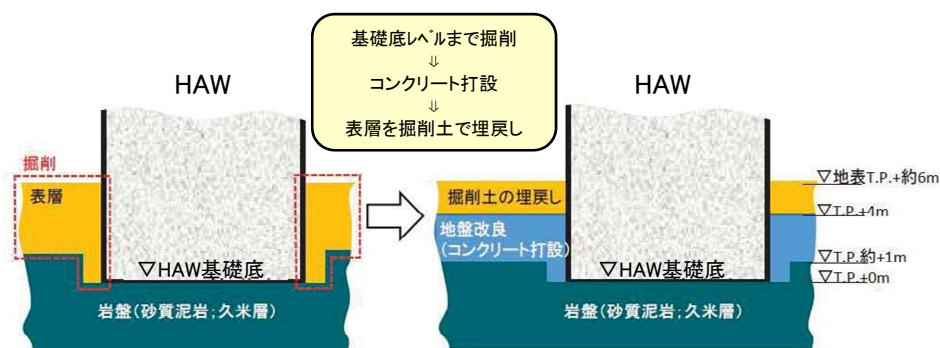 基礎底レベルまで掘削
⇓
コンクリート打設
⇓
表層を掘削土で埋戻し
HAW
掘削
表層
▽HAW基礎底
岩盤(砂質泥岩;久米層)
HAW
掘削土の埋戻し
地盤改良
(コンクリート打設)
▽HAW基礎底
岩盤(砂質泥岩;久米層)
▽地表T.P.+約6m
▽T.P.+4m
▽T.P.約+1m
▽T.P.+0m